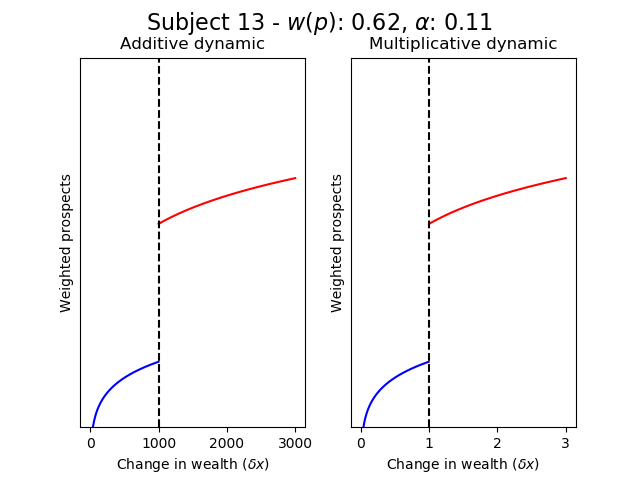 Subject 13 - w(p): 0.62, α: 0.11
Additive dynamic
Weighted prospects
0 1000 2000 3000
Change in wealth (δx)
Multiplicative dynamic
Weighted prospects
0 1 2 3
Change in wealth (δx)